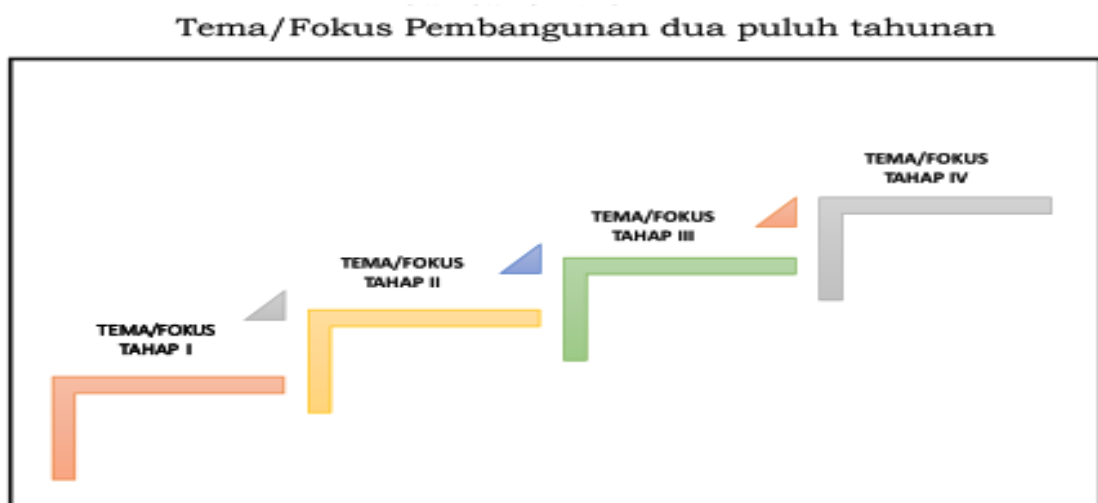 Tema/Fokus Pembangunan dua puluh tahunan
TEMA/FOKUS
TAHAP I
TEMA/FOKUS
TAHAP II
TEMA/FOKUS
TAHAP III
TEMA/FOKUS
TAHAP IV